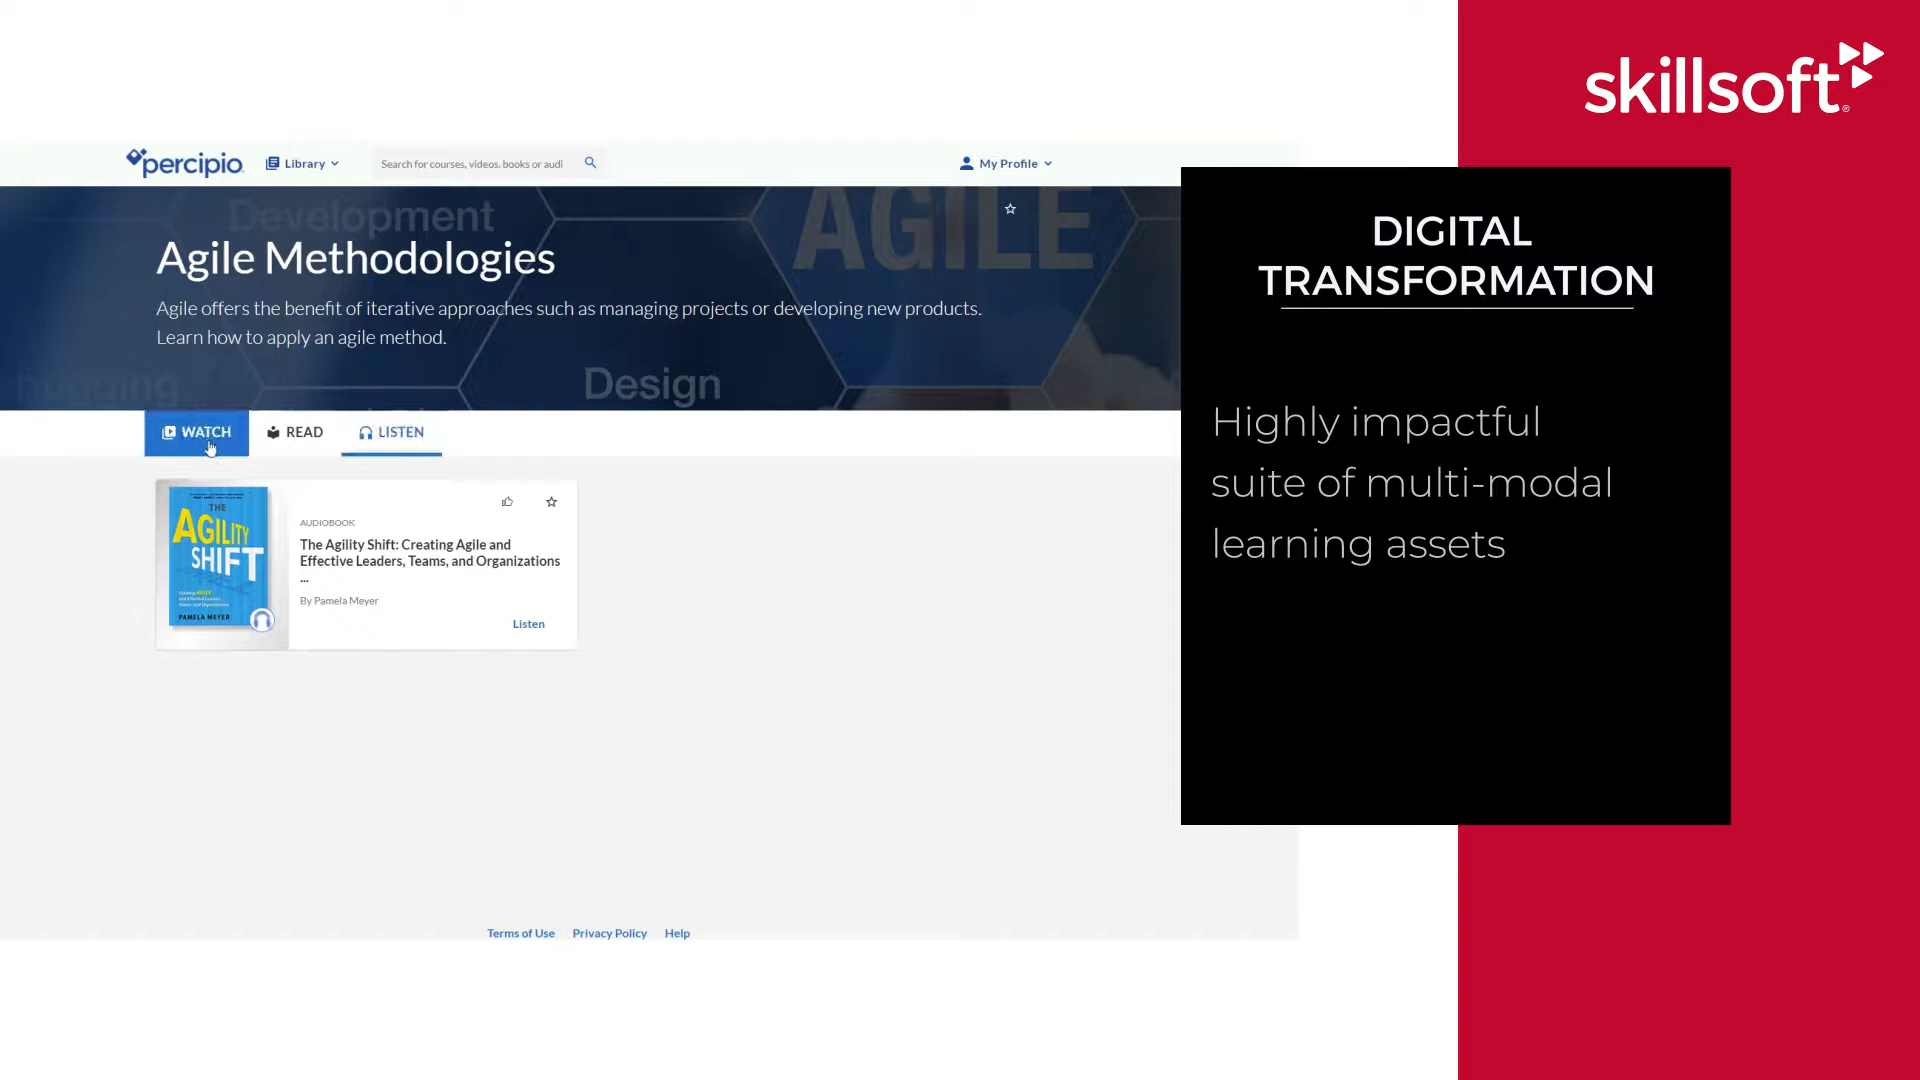 skillsoft
percipio.
Library
Search for courses, videos, books or audi
My Profile
Development
AGILE
Agile Methodologies
Agile offers the benefit of iterative approaches such as managing projects or developing new products.
Learn how to apply an agile method.
Design
WATCH
READ
LISTEN
THE
AGILITY
SHIFT
PAMELA MEYER
AUDIOBOOK
The Agility Shift: Creating Agile and
Effective Leaders, Teams, and Organizations
...
By Pamela Meyer
Listen
Terms of Use
Privacy Policy
Help
DIGITAL
TRANSFORMATION
Highly impactful
suite of multi-modal
learning assets